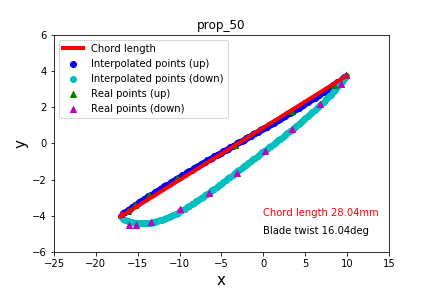 prop_50
Chord length
Interpolated points (up)
Interpolated points (down)
Real points (up)
Real points (down)
6
4
2
0
−2
−4
−6
y
Chord length 28.04mm
Blade twist 16.04deg
−25 −20 −15 −10 −5 0 5 10 15
x